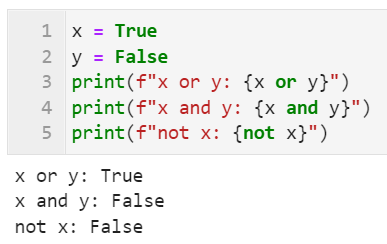 1 x = True
2 y = False
3 print(f"x or y: {x or y}")
4 print(f"x and y: {x and y}")
5 print(f"not x: {not x}")
x or y: True
x and y: False
not x: False